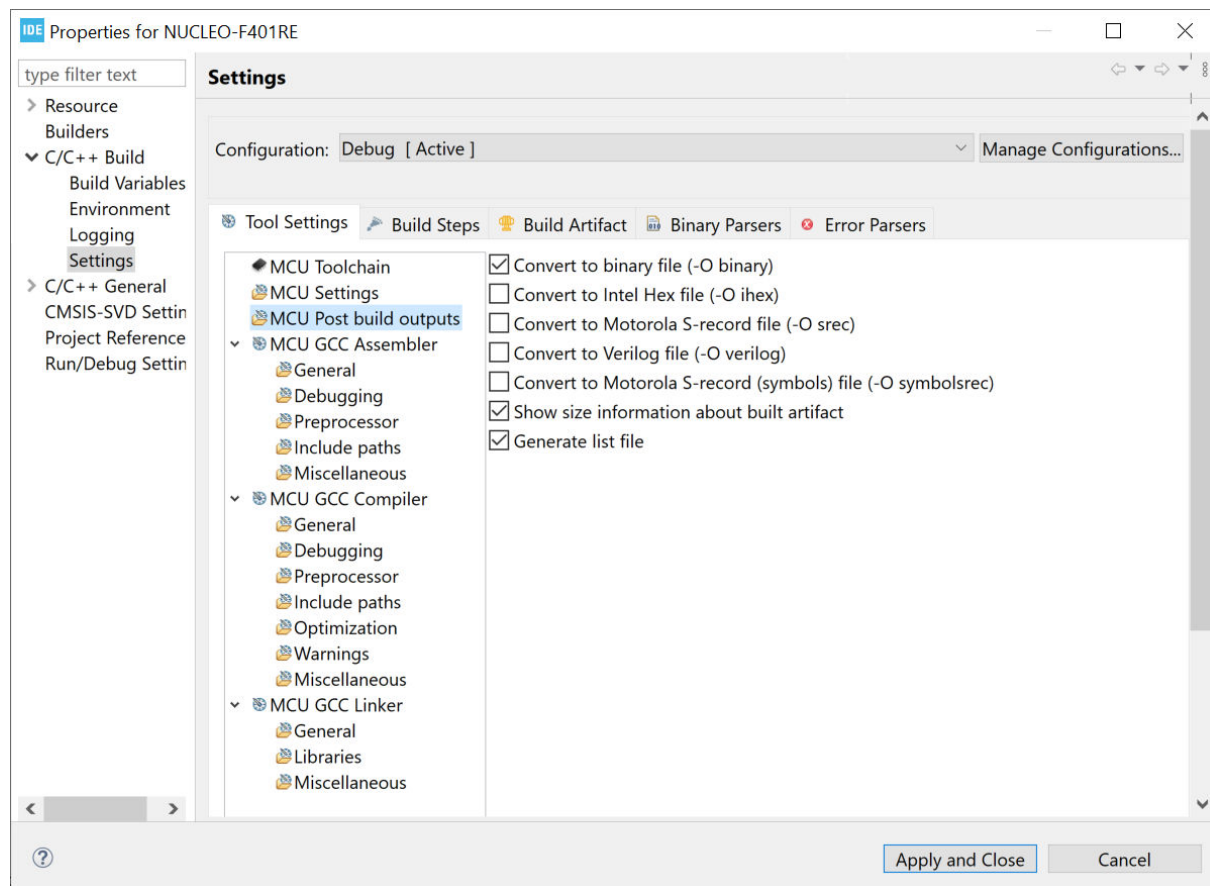 IDE Properties for NUCLEO-F401RE
type filter text
Resource
Builders
C/C++ Build
Build Variables
Environment
Logging
Settings
C/C++ General
CMSIS-SVD Settin
Project Reference
Run/Debug Settin
Settings
Configuration: Debug [ Active ] Manage Configurations...
Tool Settings Build Steps Build Artifact Binary Parsers Error Parsers
MCU Toolchain
MCU Settings
MCU Post build outputs
MCU GCC Assembler
General
Debugging
Preprocessor
Include paths
Miscellaneous
MCU GCC Compiler
General
Debugging
Preprocessor
Include paths
Optimization
Warnings
Miscellaneous
MCU GCC Linker
General
Libraries
Miscellaneous
Convert to binary file (-O binary)
Convert to Intel Hex file (-O ihex)
Convert to Motorola S-record file (-O srec)
Convert to Verilog file (-O verilog)
Convert to Motorola S-record (symbols) file (-O symbolsrec)
Show size information about built artifact
Generate list file
Apply and Close Cancel